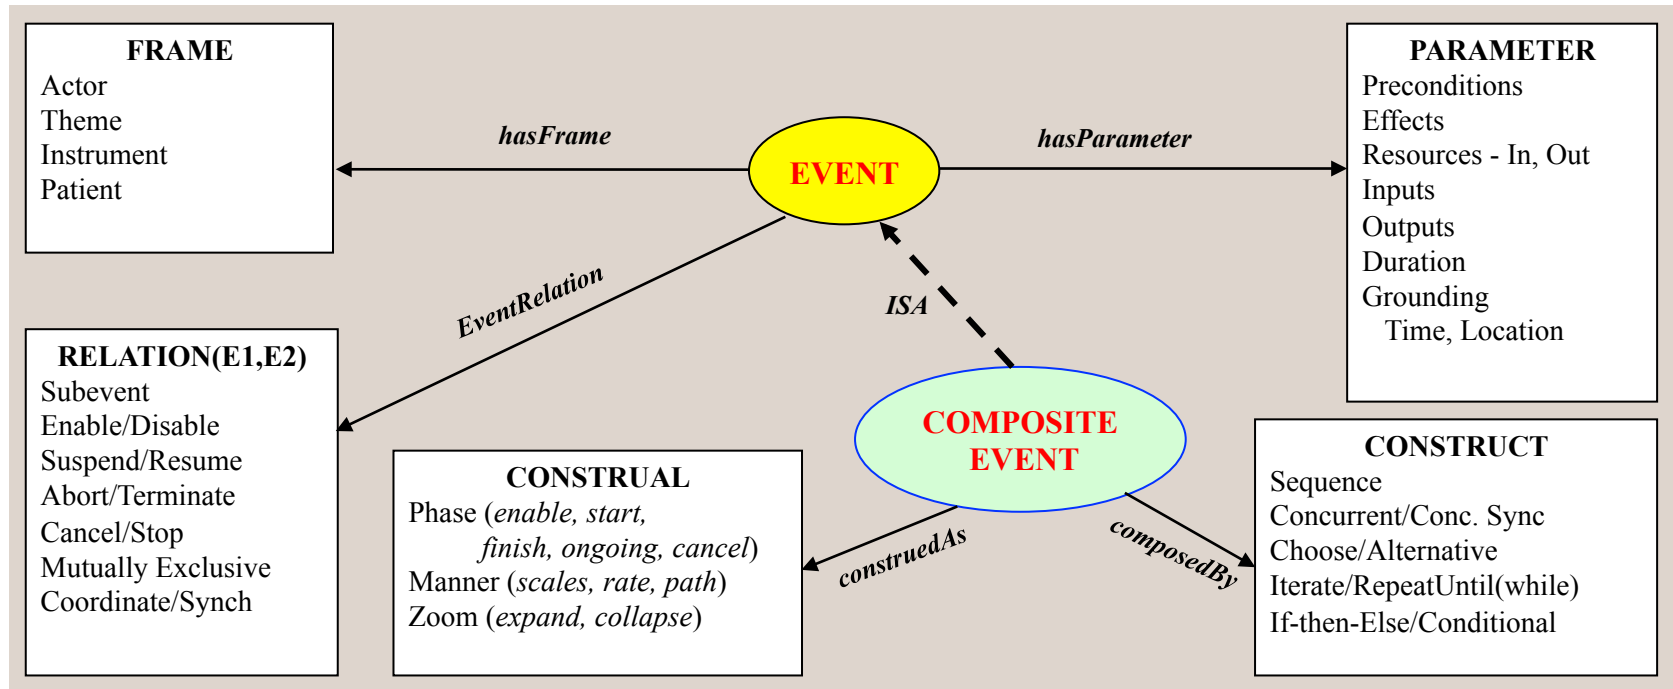 FRAME
Actor
Theme
Instrument
Patient
hasFrame
EVENT
hasParameter
PARAMETER
Preconditions
Effects
Resources - In, Out
Inputs
Outputs
Duration
Grounding
Time, Location
EventRelation
ISA
RELATION(E1,E2)
Subevent
Enable/Disable
Suspend/Resume
Abort/Terminate
Cancel/Stop
Mutually Exclusive
Coordinate/Synch
COMPOSITE
EVENT
construedAs
composedBy
CONSTRUAL
Phase (enable, start,
finish, ongoing, cancel)
Manner (scales, rate, path)
Zoom (expand, collapse)
CONSTRUCT
Sequence
Concurrent/Conc. Sync
Choose/Alternative
Iterate/RepeatUntil(while)
If-then-Else/Conditional